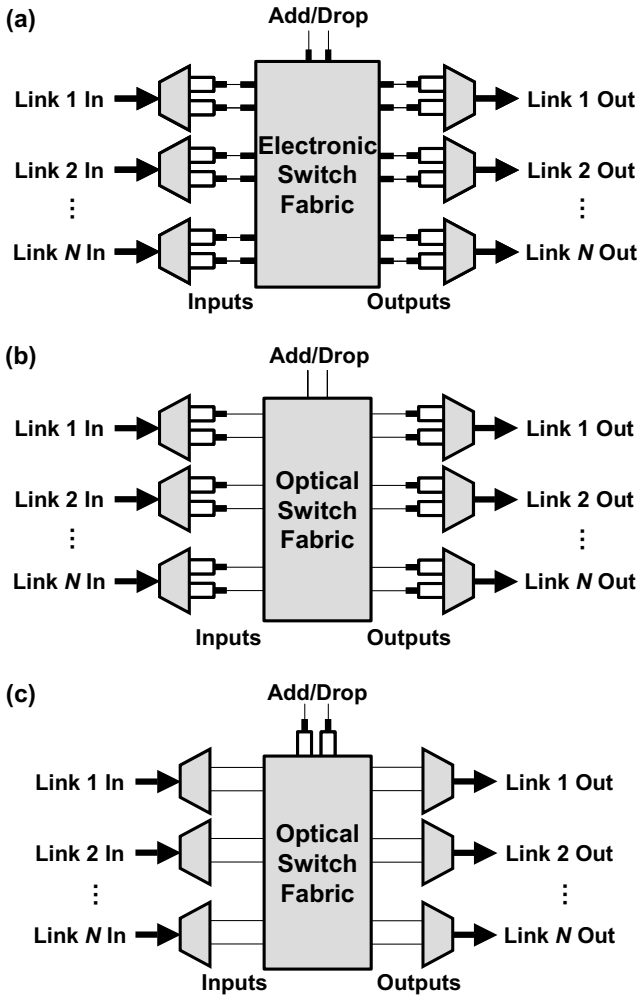 (a)
Add/Drop
Link 1 In
Link 1 Out
Link 2 In
Electronic
Switch
Fabric
Link 2 Out
⋮
⋮
Link N In
Link N Out
Inputs
Outputs
(b)
Add/Drop
Link 1 In
Link 1 Out
Link 2 In
Optical
Switch
Fabric
Link 2 Out
⋮
⋮
Link N In
Link N Out
Inputs
Outputs
(c)
Add/Drop
Link 1 In
Link 1 Out
Link 2 In
Optical
Switch
Fabric
Link 2 Out
⋮
⋮
Link N In
Link N Out
Inputs
Outputs